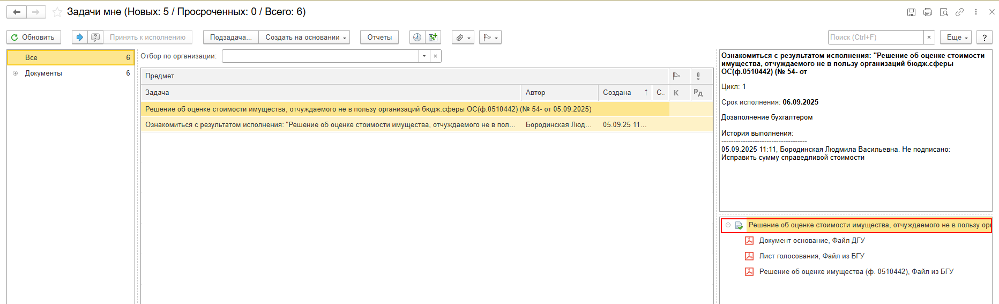 Задачи мне (Новых: 5 / Просроченных: 0 / Всего: 6)
Обновить
Принять к исполнению
Подзадача...
Создать на основании
Отчеты
Поиск (Ctrl+F)
×
Еще
?
Все 6
Документы 6
Отбор по организации:
Предмет
Задача Автор Создана ↑ С.. К Рд
Решение об оценке стоимости имущества, отчуждаемого не в пользу организаций бюдж.сферы ОС(ф.0510442) (№ 54- от 05.09.2025)
Ознакомиться с результатом исполнения: "Решение об оценке стоимости имущества, отчуждаемого не в пол... Бородинская Люд... 05.09.25 11...
Ознакомиться с результатом исполнения: "Решение об оценке стоимости
имущества, отчуждаемого не в пользу организаций бюдж.сферы
ОС(ф.0510442) (№ 54- от
Цикл: 1
Срок исполнения: 06.09.2025
Дозаполнение бухгалтером
История выполнения:
------------------------------------
05.09.2025 11:11, Бородинская Людмила Васильевна. Не подписано:
Исправить сумму справедливой стоимости
Решение об оценке стоимости имущества, отчуждаемого не в пользу орг
Документ основание, Файл ДГУ
Лист голосования, Файл из БГУ
Решение об оценке имущества (ф. 0510442), Файл из БГУ